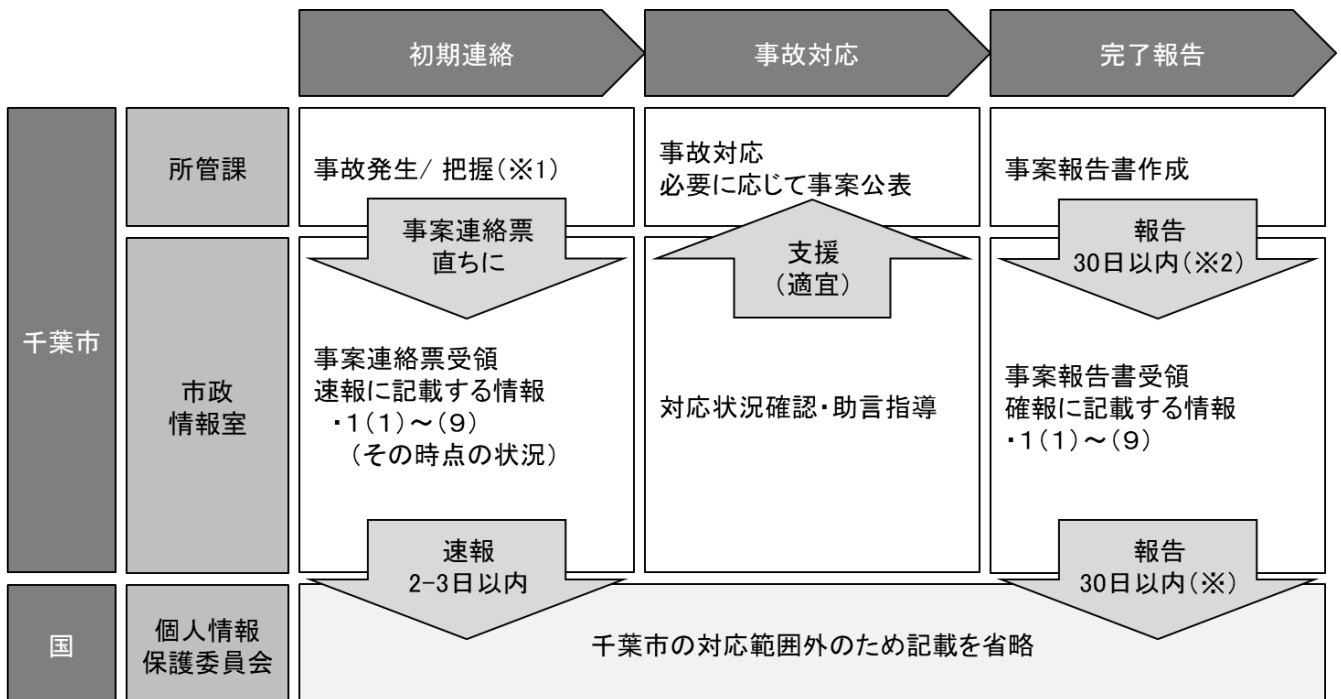 初期連絡
事故対応
完了報告
千葉市
所管課
事故発生/ 把握(※1)
事故対応
必要に応じて事案公表
事案報告書作成
事案連絡票
直ちに
支援
(適宜)
報告
30日以内(※2)
市政
情報室
事案連絡票受領
速報に記載する情報
・1(1)～(9)
(その時点の状況)
対応状況確認・助言指導
事案報告書受領
確報に記載する情報
・1(1)～(9)
速報
2-3日以内
報告
30日以内(※)
国
個人情報
保護委員会
千葉市の対応範囲外のため記載を省略